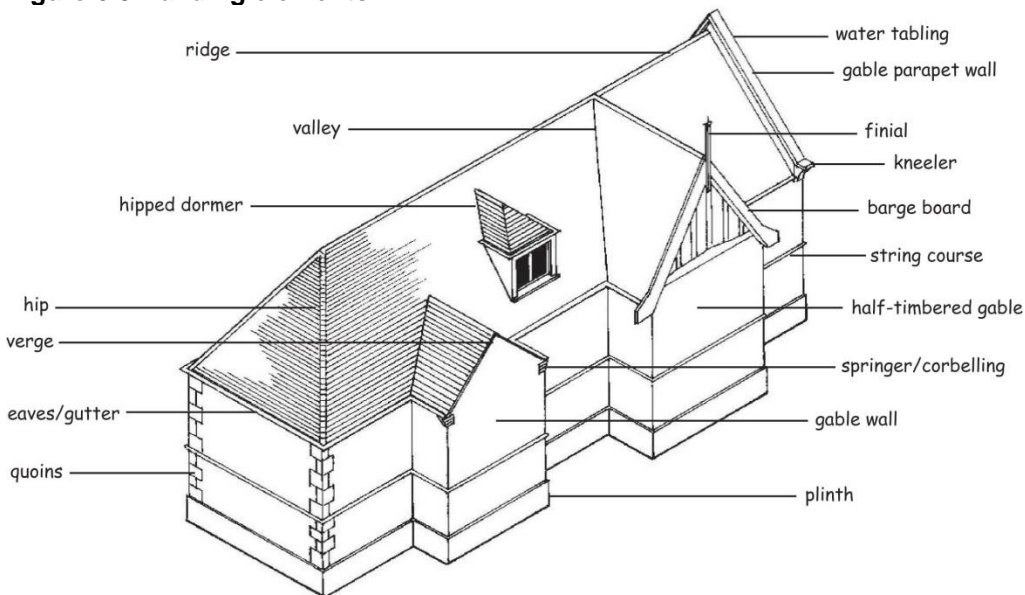 ridge
water tabling
gable parapet wall
valley
finial
kneeler
hipped dormer
barge board
string course
hip
half-timbered gable
verge
springer/corbelling
eaves/gutter
gable wall
quoins
plinth